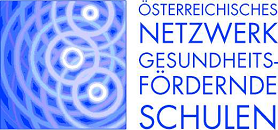 ÖSTERREICHISCHES
NETZWERK
GESUNDHEITS-
FÖRDERNDE
SCHULEN